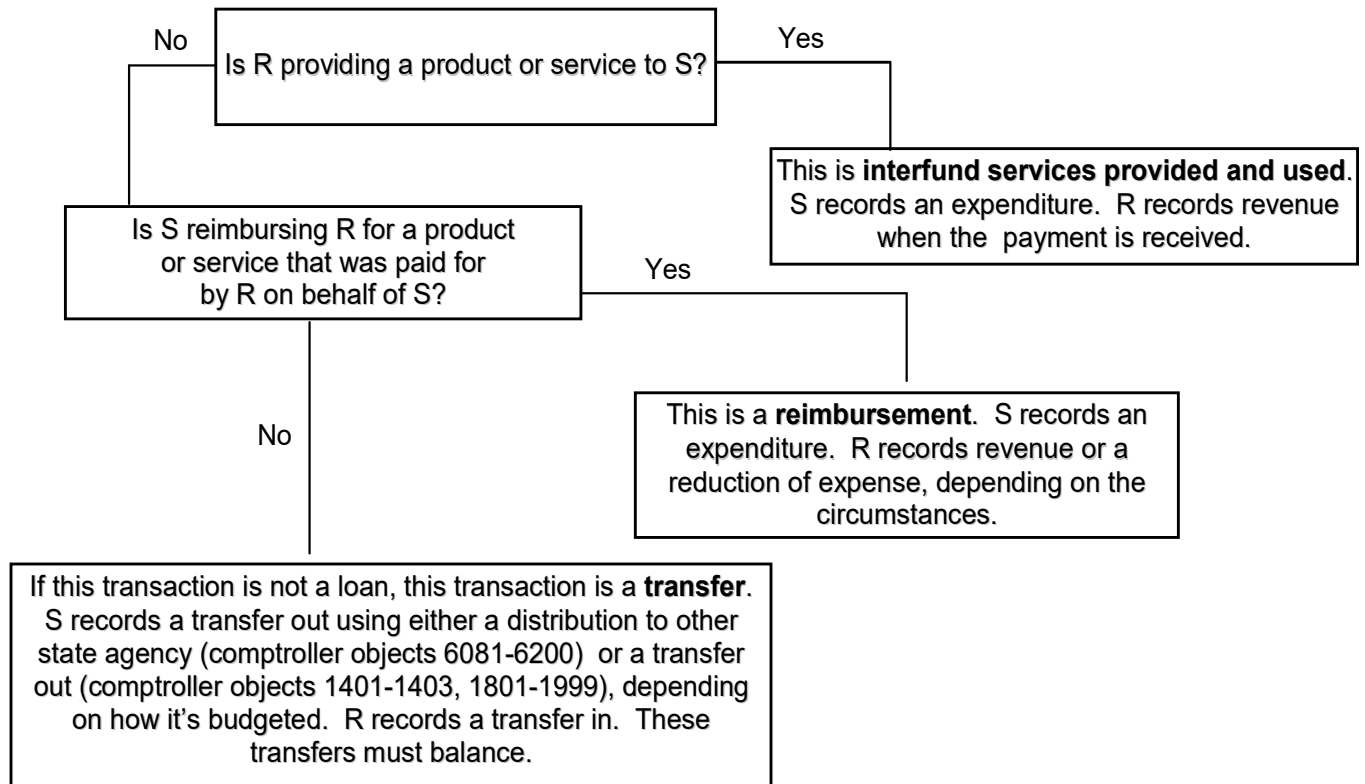 No
Yes
Is R providing a product or service to S?
This is interfund services provided and used.
S records an expenditure.  R records revenue
when the  payment is received.
Is S reimbursing R for a product
or service that was paid for
by R on behalf of S?
Yes
No
This is a reimbursement.  S records an
expenditure.  R records revenue or a
reduction of expense, depending on the
circumstances.
If this transaction is not a loan, this transaction is a transfer.
S records a transfer out using either a distribution to other
state agency (comptroller objects 6081-6200)  or a transfer
out (comptroller objects 1401-1403, 1801-1999), depending
on how it’s budgeted.  R records a transfer in.  These
transfers must balance.